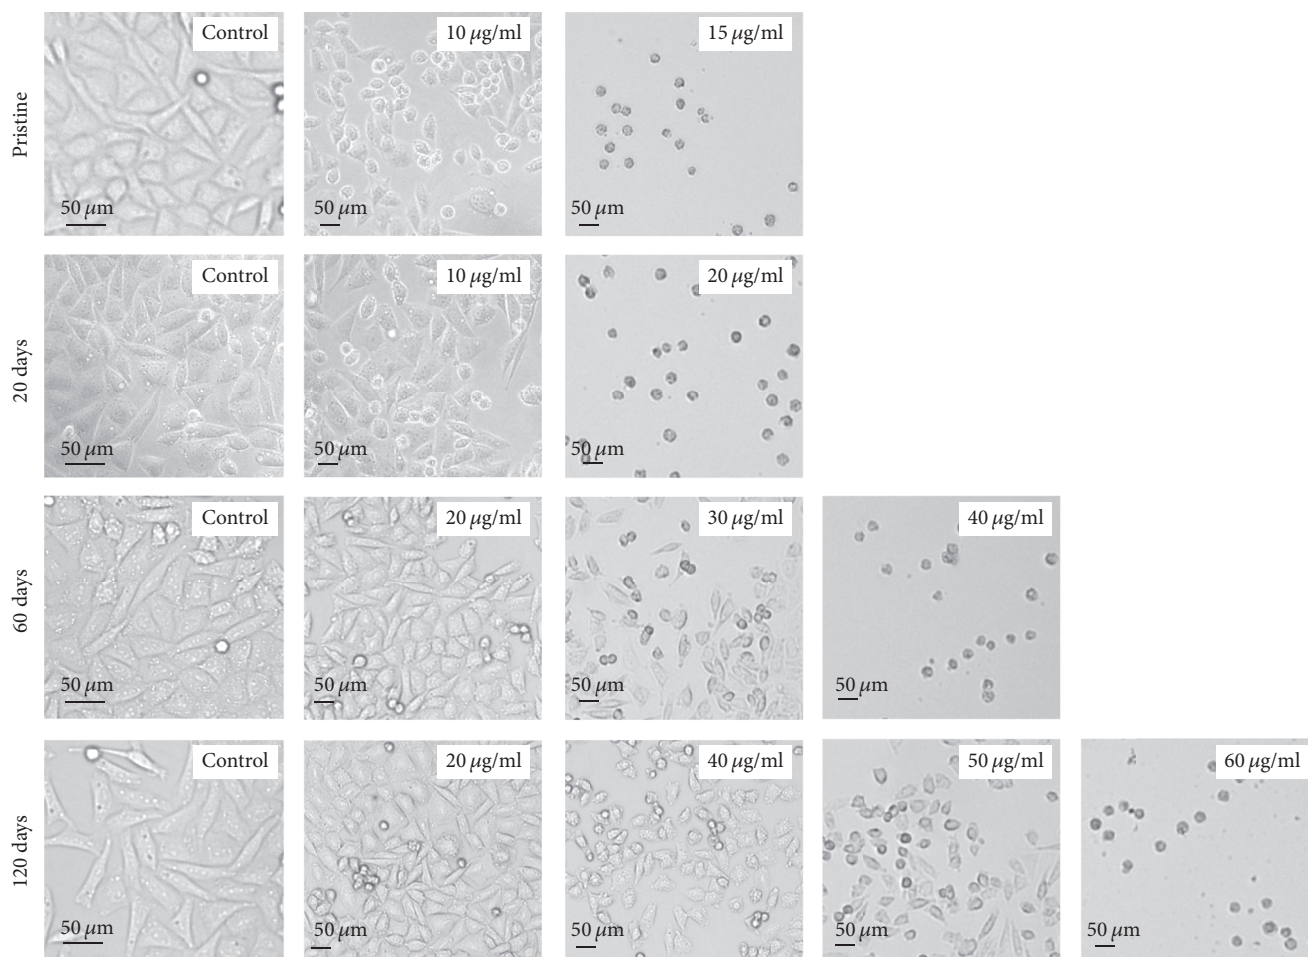 Pristine
Control
10 µg/ml
15 µg/ml
50 µm
50 µm
50 µm
20 days
Control
10 µg/ml
20 µg/ml
50 µm
50 µm
50 µm
60 days
Control
20 µg/ml
30 µg/ml
40 µg/ml
50 µm
50 µm
50 µm
50 µm
120 days
Control
20 µg/ml
40 µg/ml
50 µg/ml
60 µg/ml
50 µm
50 µm
50 µm
50 µm
50 µm